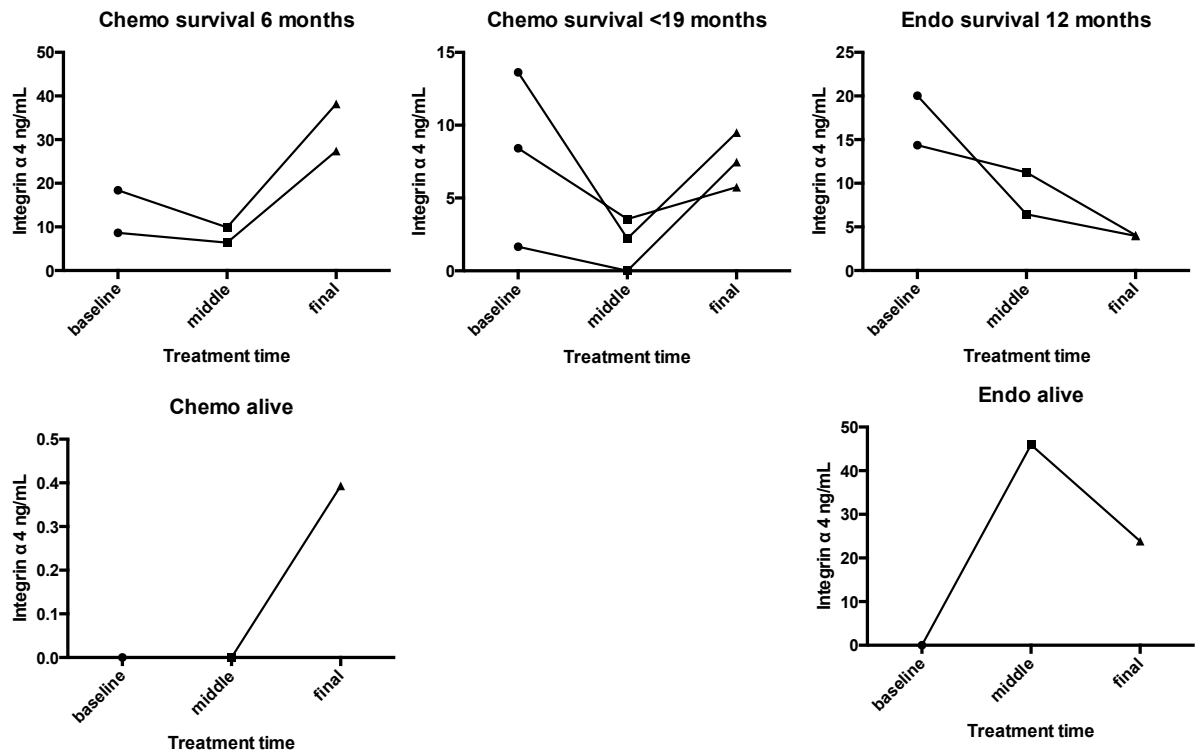 Chemo survival 6 months
Integrin α 4 ng/mL
50
40
30
20
10
0
baseline
middle
final
Treatment time
Chemo survival <19 months
Integrin α 4 ng/mL
15
10
5
0
baseline
middle
final
Treatment time
Endo survival 12 months
Integrin α 4 ng/mL
25
20
15
10
5
0
baseline
middle
final
Treatment time
Chemo alive
Integrin α 4 ng/mL
0.5
0.4
0.3
0.2
0.1
0.0
baseline
middle
final
Treatment time
Endo alive
Integrin α 4 ng/mL
50
40
30
20
10
0
baseline
middle
final
Treatment time